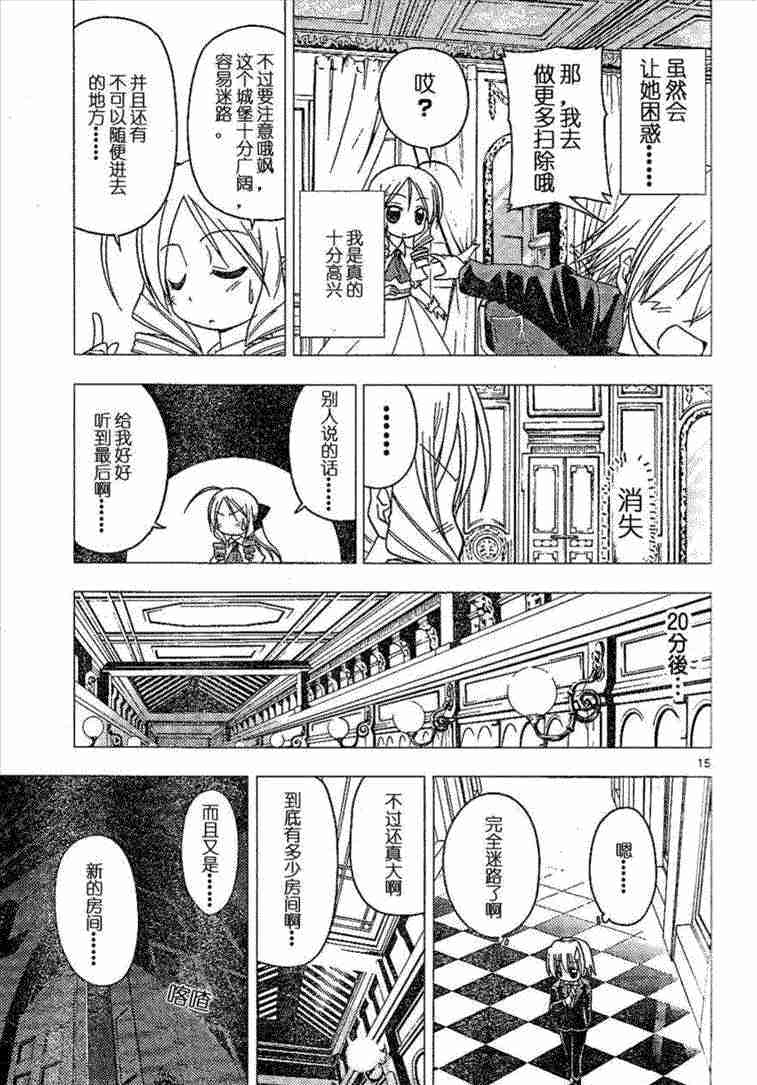 虽然会
让她困惑……
那，我去
做更多扫除哦
哎？
我是真的
十分高兴
不过要注意哦飒，
这个城堡十分广阔，
容易迷路。
并且还有
不可以随便进去
的地方……
消失
……
别人说的话……
给我好好
听到最后啊……
20分後……
15
嗯……
完全迷路了啊
不过还真大啊
到底有多少房间啊……
而且又是……
新的房间……
喀喳